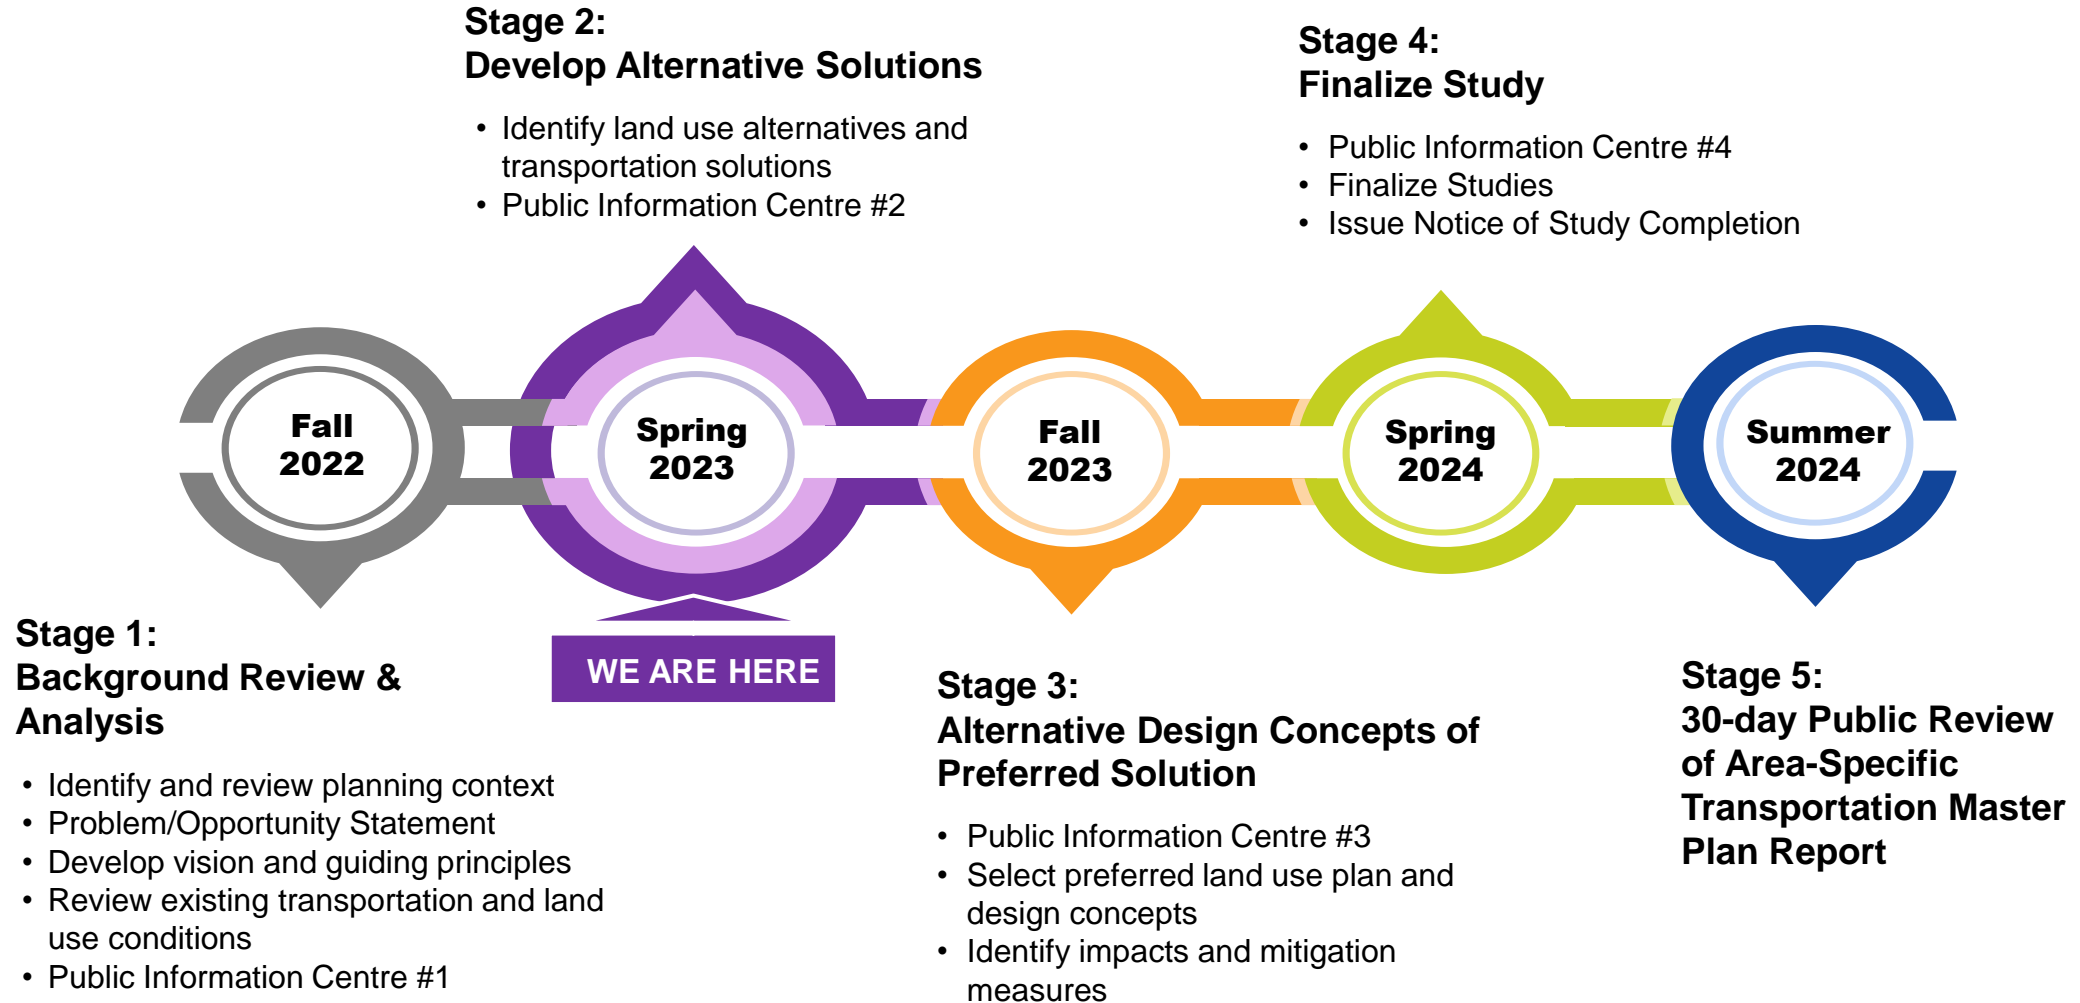 Stage 2:
Develop Alternative Solutions
• Identify land use alternatives and
transportation solutions
• Public Information Centre #2
Stage 4:
Finalize Study
• Public Information Centre #4
• Finalize Studies
• Issue Notice of Study Completion
Fall
2022
Spring
2023
Fall
2023
Spring
2024
Summer
2024
WE ARE HERE
Stage 1:
Background Review &
Analysis
• Identify and review planning context
• Problem/Opportunity Statement
• Develop vision and guiding principles
• Review existing transportation and land
use conditions
• Public Information Centre #1
Stage 3:
Alternative Design Concepts of
Preferred Solution
• Public Information Centre #3
• Select preferred land use plan and
design concepts
• Identify impacts and mitigation
measures
Stage 5:
30-day Public Review
of Area-Specific
Transportation Master
Plan Report